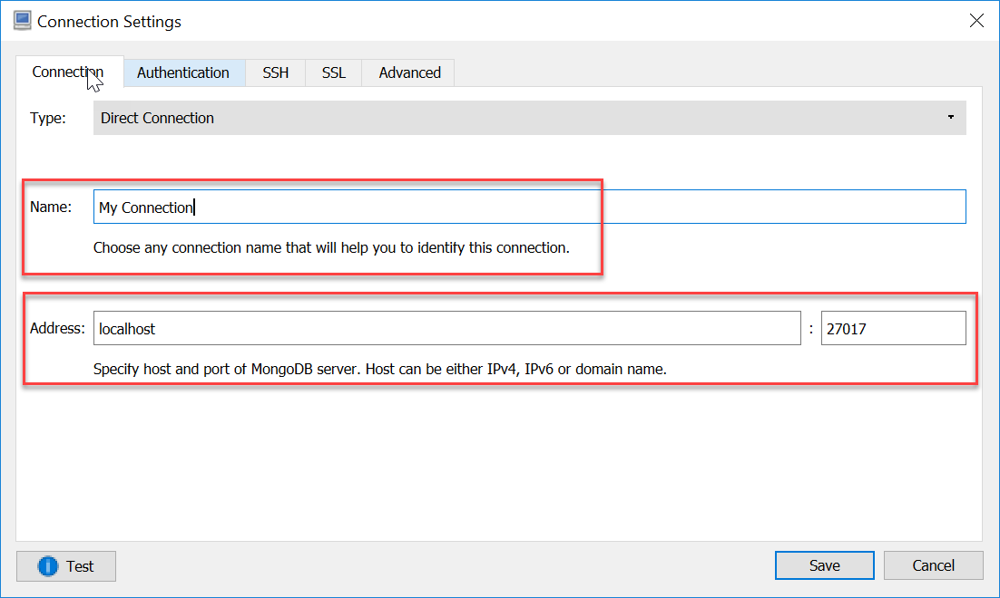 Connection Settings
Connection Authentication SSH SSL Advanced
Type: Direct Connection
Name: My Connection
Choose any connection name that will help you to identify this connection.
Address: localhost : 27017
Specify host and port of MongoDB server. Host can be either IPv4, IPv6 or domain name.
Test Save Cancel